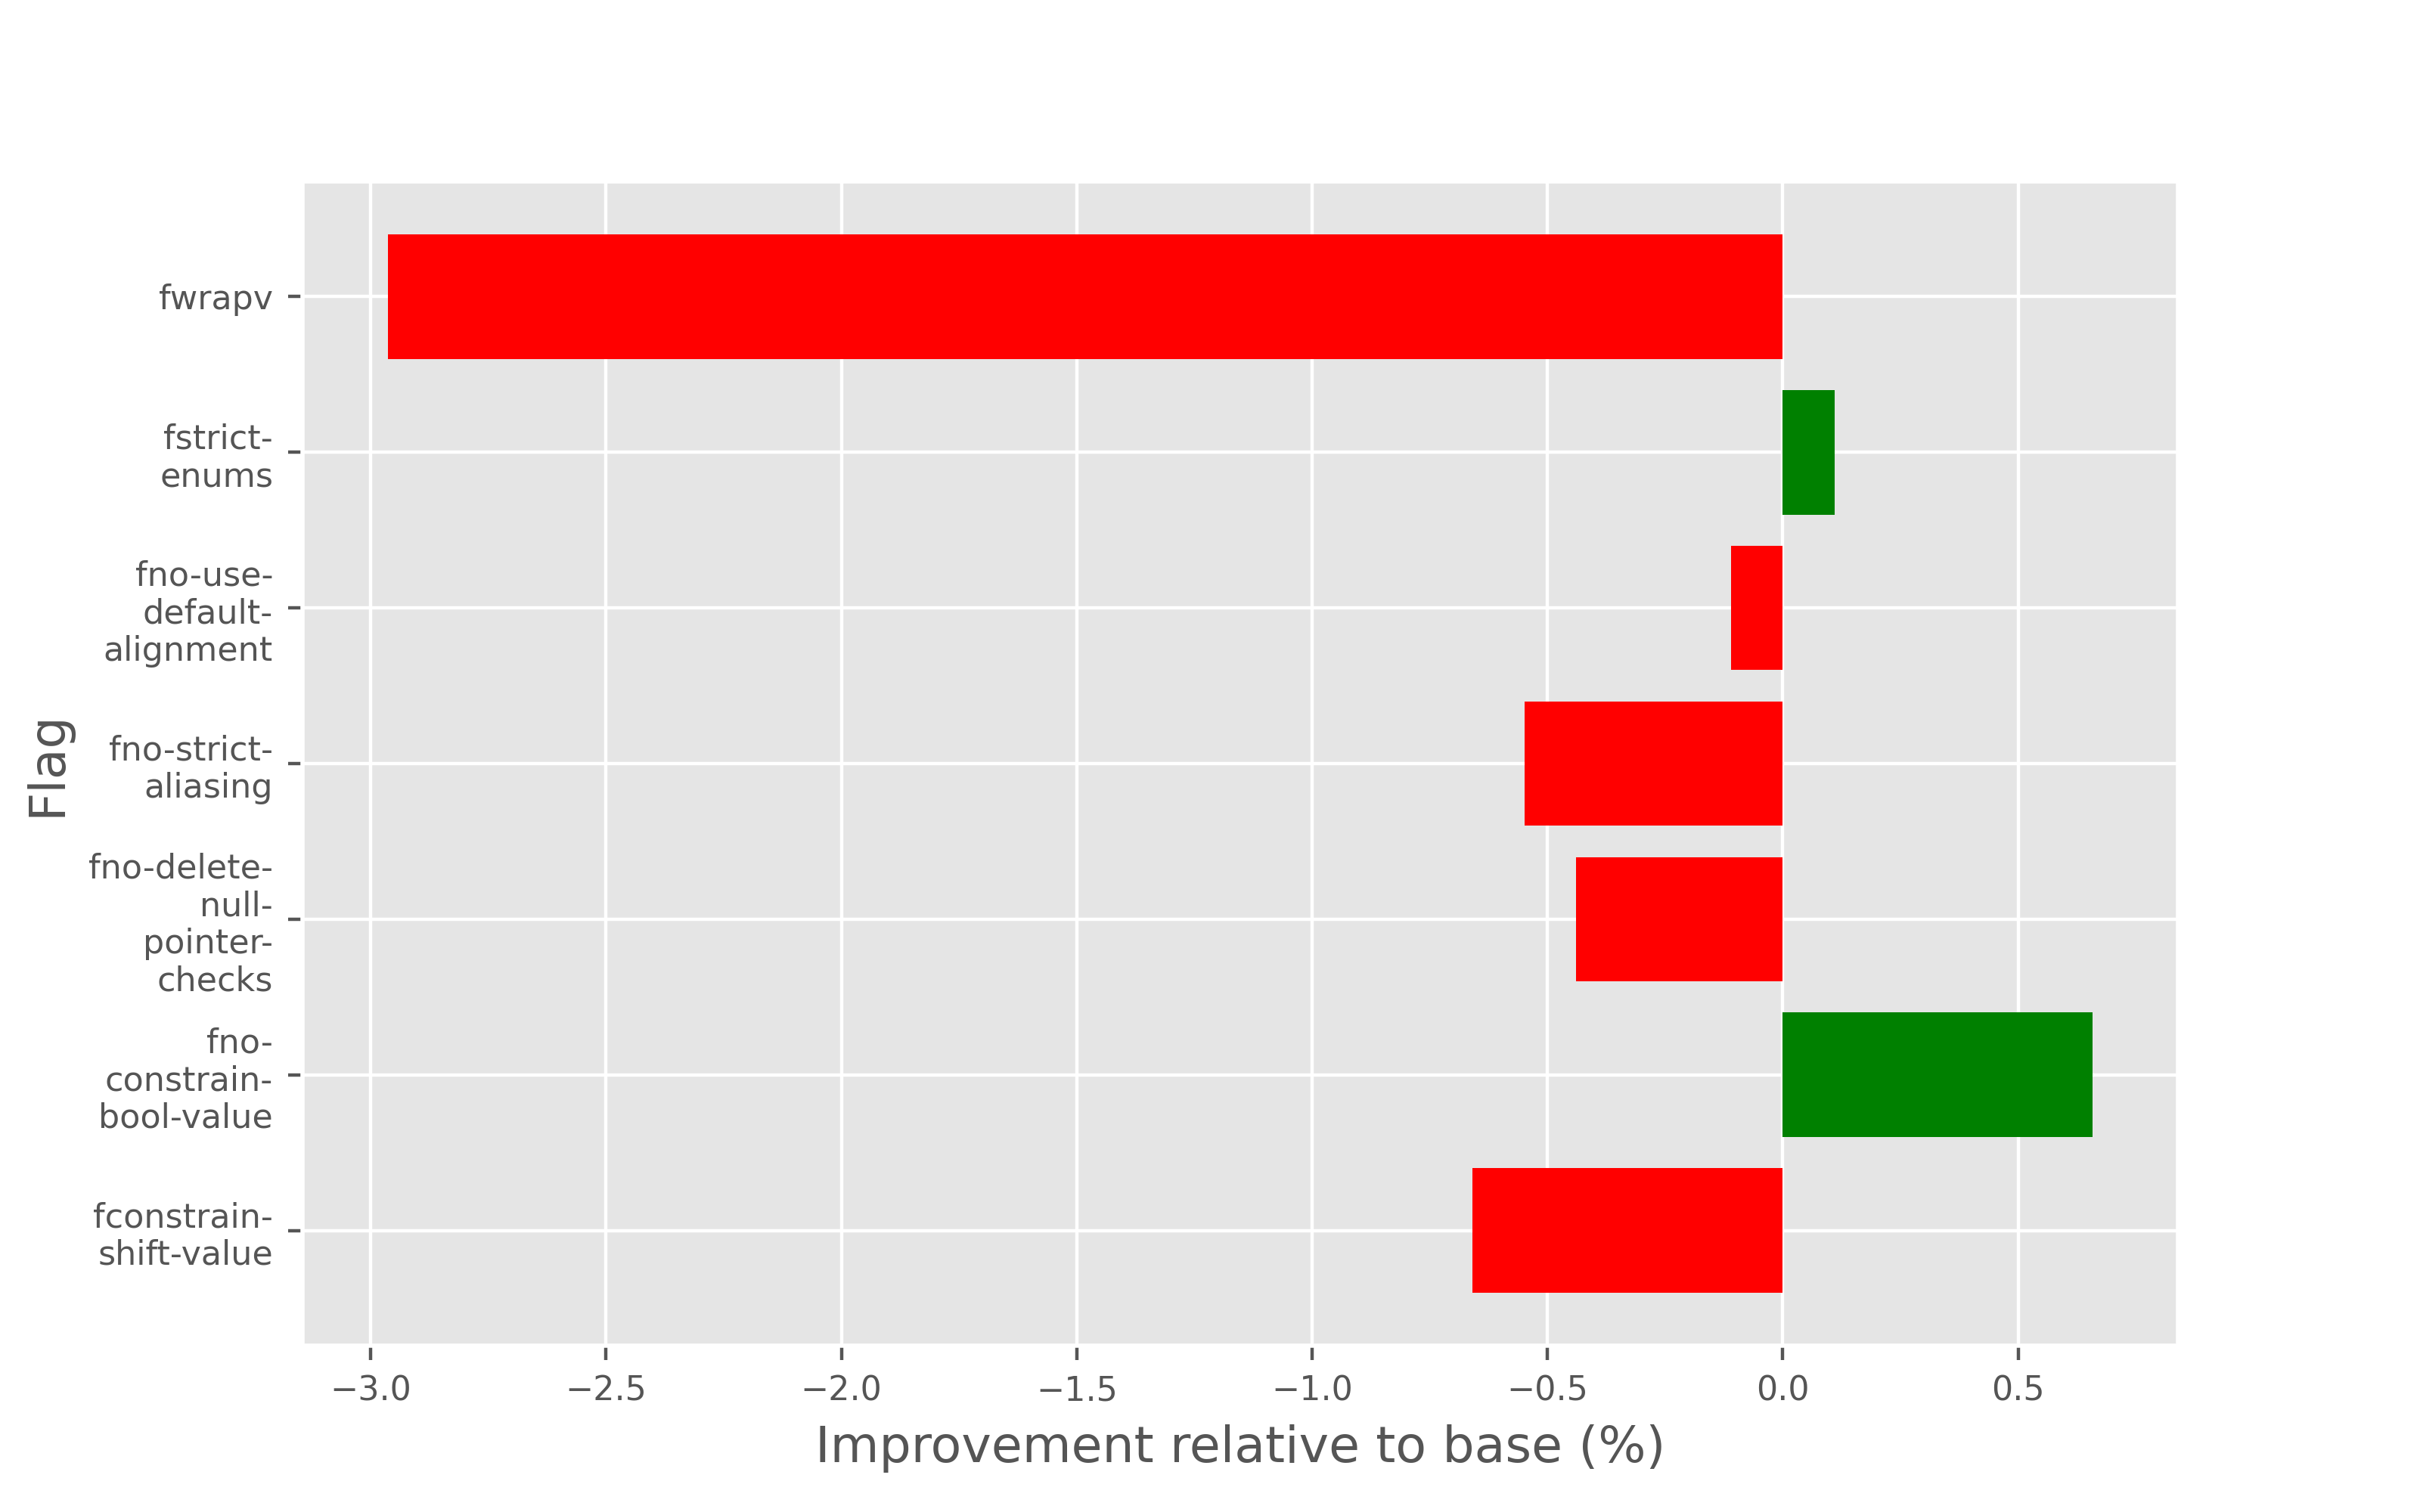 fwrapv
fstrict-
enums
fno-use-
default-
alignment
fno-strict-
aliasing
fno-delete-
null-
pointer-
checks
fno-
constrain-
bool-value
fconstrain-
shift-value
Flag
−3.0 −2.5 −2.0 −1.5 −1.0 −0.5 0.0 0.5
Improvement relative to base (%)